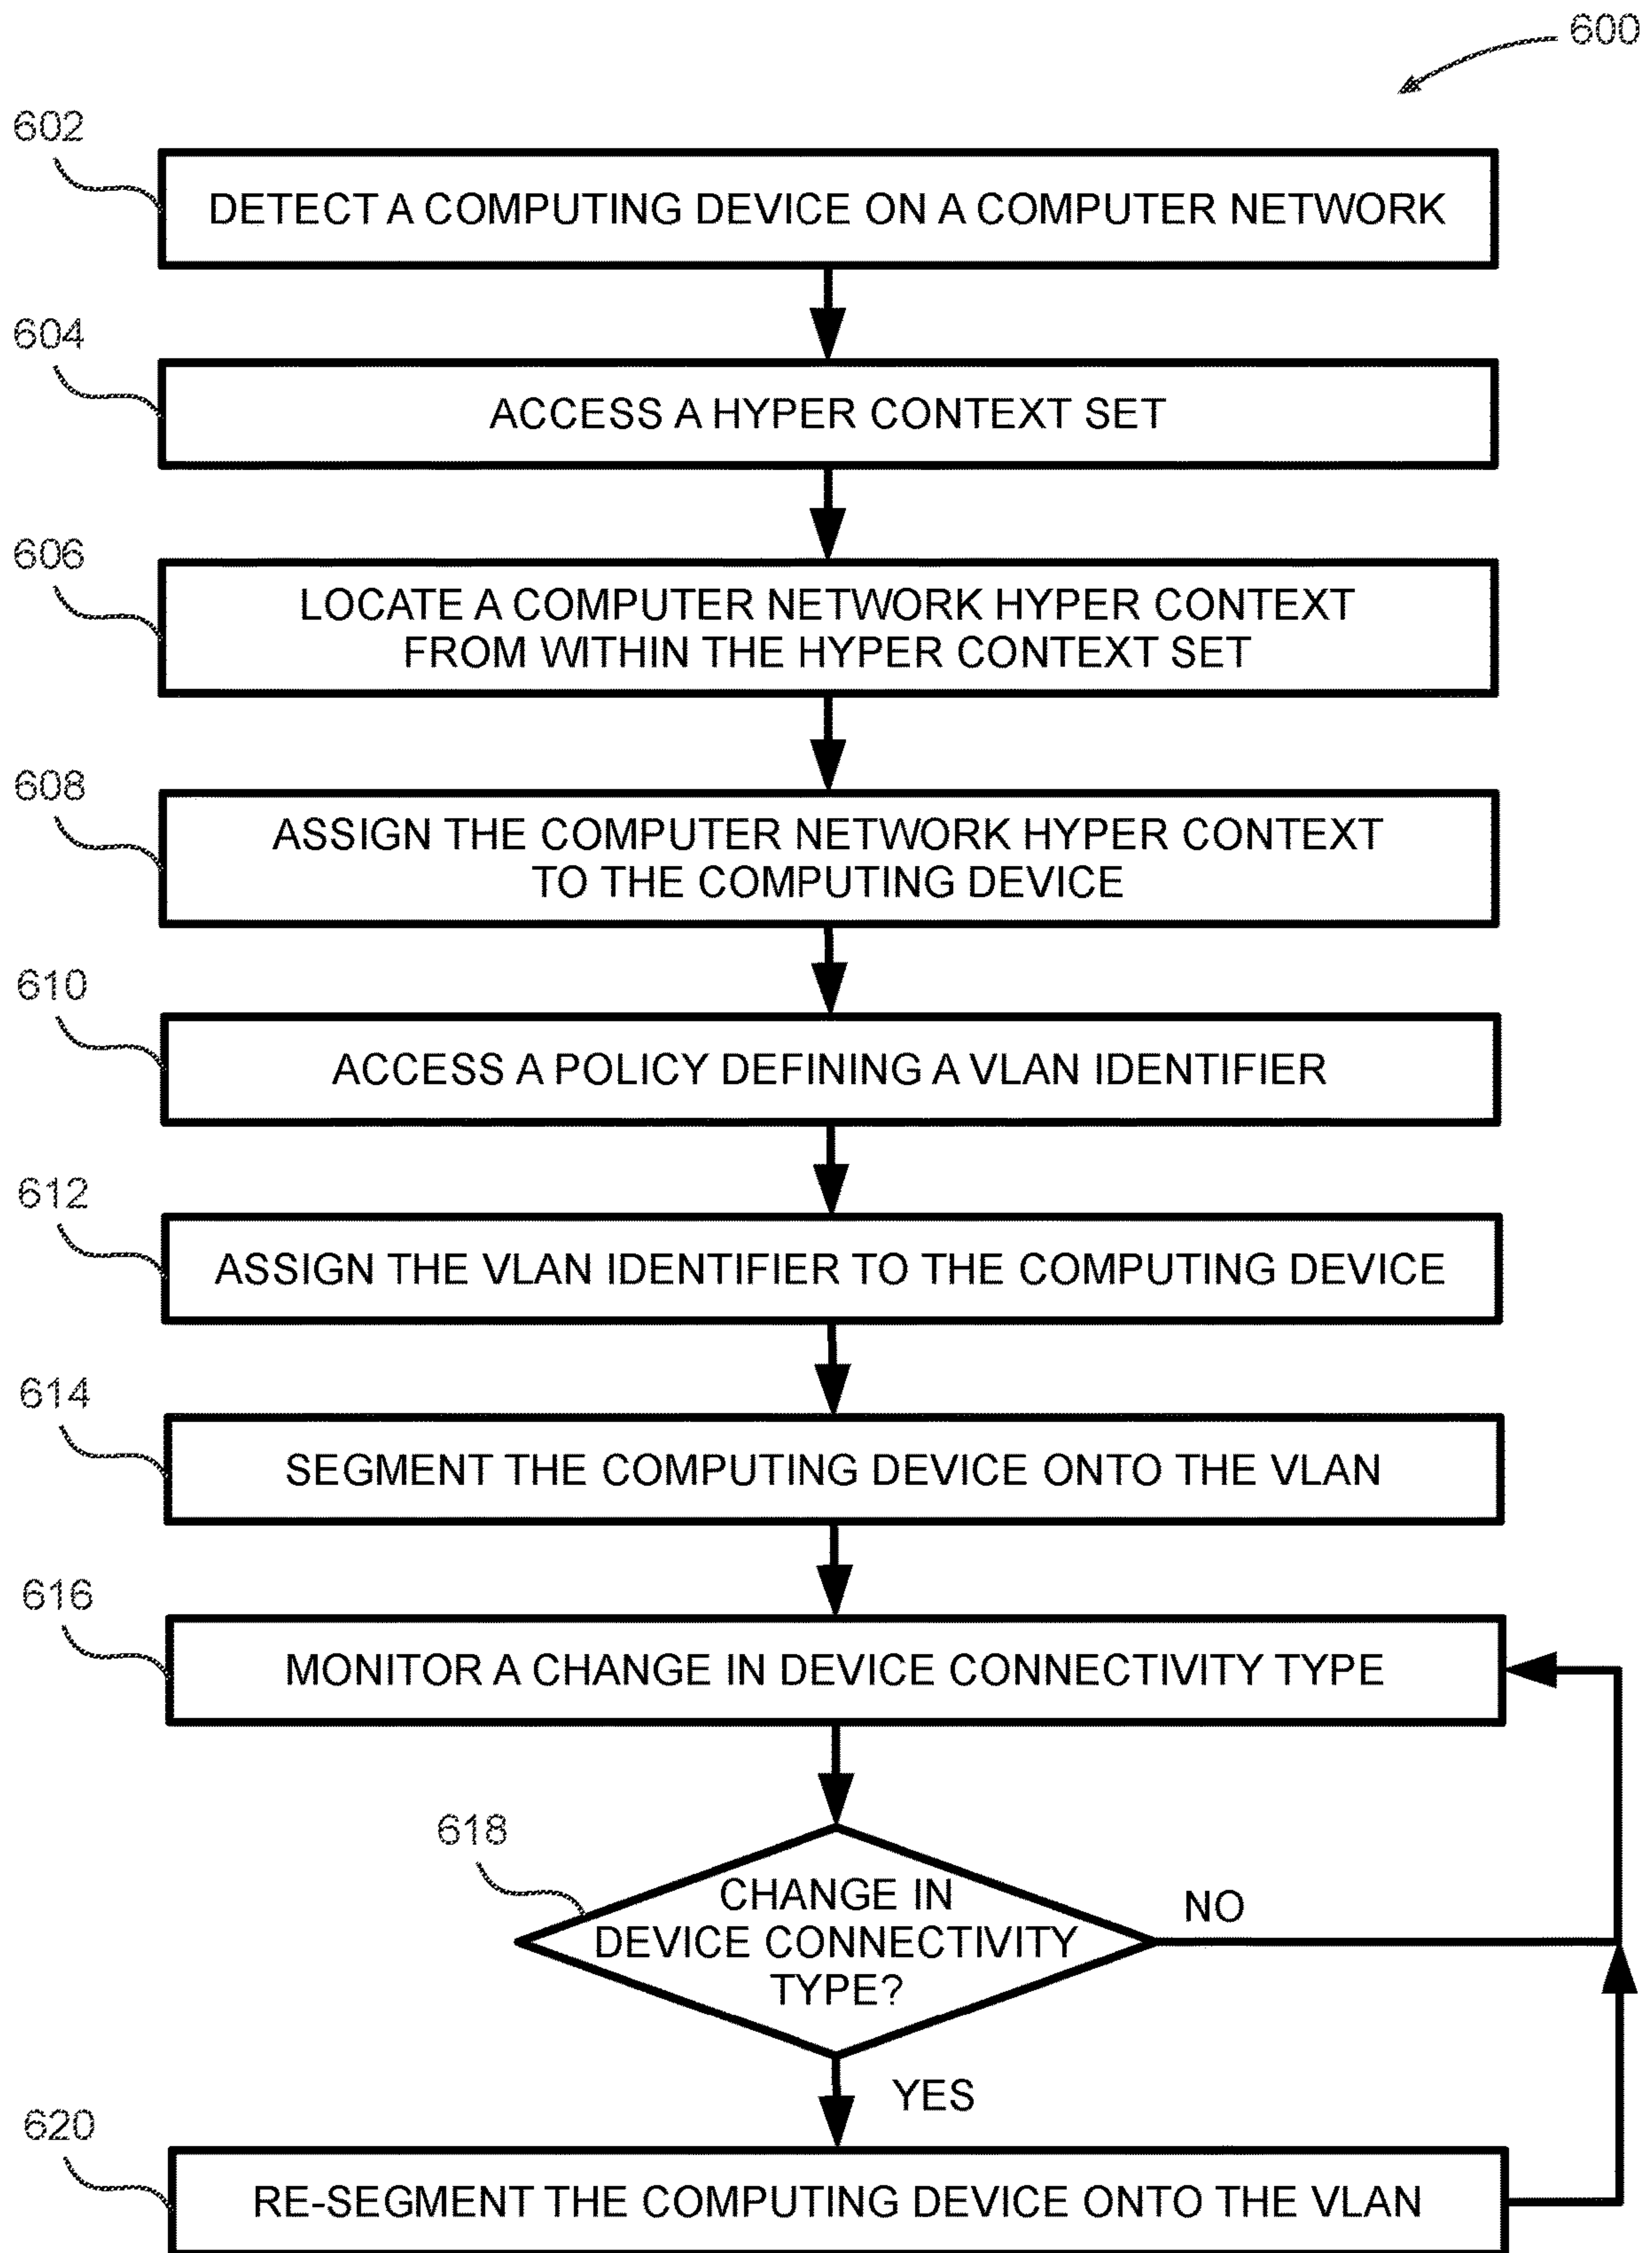 600
602
DETECT A COMPUTING DEVICE ON A COMPUTER NETWORK
604
ACCESS A HYPER CONTEXT SET
606
LOCATE A COMPUTER NETWORK HYPER CONTEXT
FROM WITHIN THE HYPER CONTEXT SET
608
ASSIGN THE COMPUTER NETWORK HYPER CONTEXT
TO THE COMPUTING DEVICE
610
ACCESS A POLICY DEFINING A VLAN IDENTIFIER
612
ASSIGN THE VLAN IDENTIFIER TO THE COMPUTING DEVICE
614
SEGMENT THE COMPUTING DEVICE ONTO THE VLAN
616
MONITOR A CHANGE IN DEVICE CONNECTIVITY TYPE
618
CHANGE IN
DEVICE CONNECTIVITY
TYPE?
NO
YES
620
RE-SEGMENT THE COMPUTING DEVICE ONTO THE VLAN